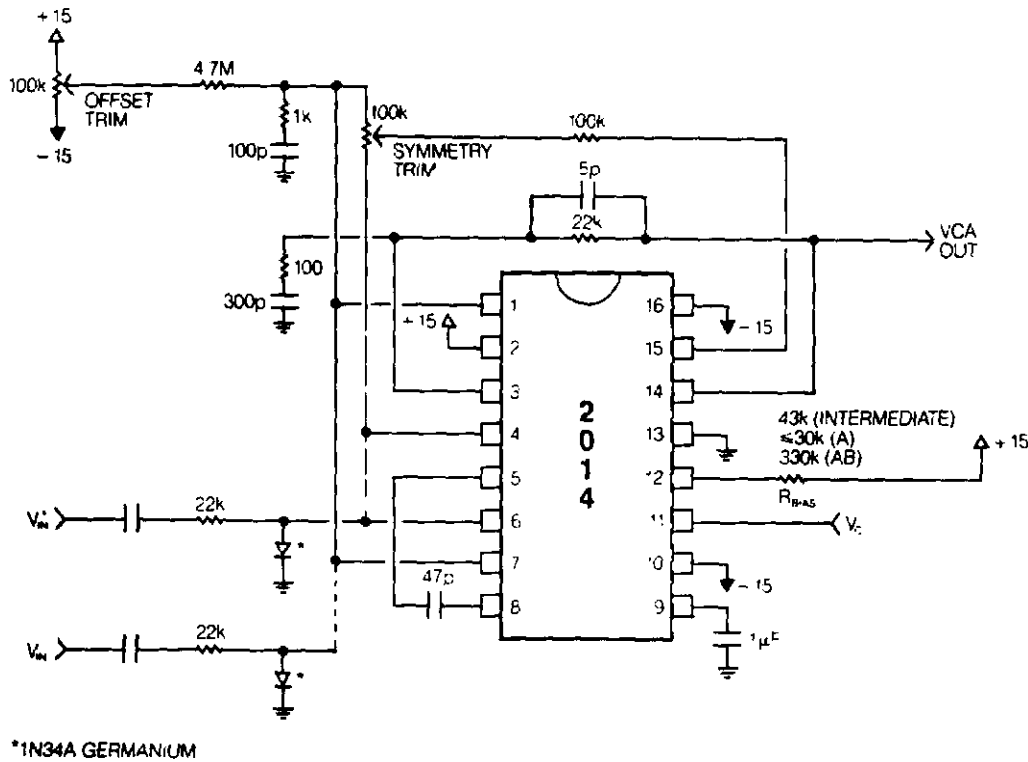 + 15
100k
OFFSET
TRIM
- 15
4 7M
1k
100p
100k
SYMMETRY
TRIM
100k
5p
22k
VCA
OUT
100
300p
+ 15
1
2
3
4
5
6
7
8
2
0
1
4
16
15
14
13
12
11
10
9
- 15
43k (INTERMEDIATE)
≤30k (A)
330k (AB)
+ 15
- 15
47p
22k
*
22k
*
*1N34A GERMANIUM